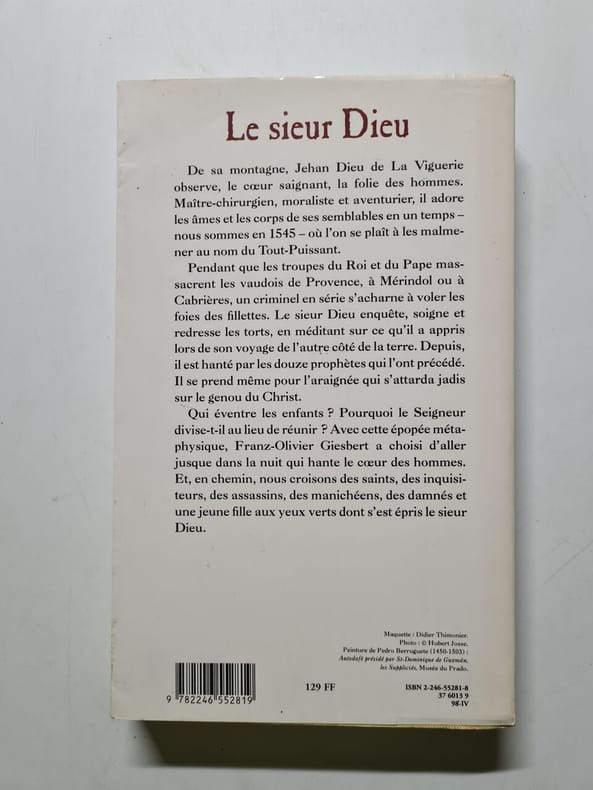 Le sieur Dieu
De sa montagne, Jehan Dieu de La Viguerie
observe, le cœur saignant, la folie des hommes.
Maître-chirurgien, moraliste et aventurier, il adore
les âmes et les corps de ses semblables en un temps –
nous sommes en 1545 – où l'on se plaît à les malme-
ner au nom du Tout-Puissant.
Pendant que les troupes du Roi et du Pape mas-
sacrent les vaudois de Provence, à Mérindol ou à
Cabrières, un criminel en série s'acharne à voler les
foies des fillettes. Le sieur Dieu enquête, soigne et
redresse les torts, en méditant sur ce qu'il a appris
lors de son voyage de l'autre côté de la terre. Depuis,
il est hanté par les douze prophètes qui l'ont précédé.
Il se prend même pour l'araignée qui s'attarda jadis
sur le genou du Christ.
Qui éventre les enfants ? Pourquoi le Seigneur
divise-t-il au lieu de réunir ? Avec cette épopée méta-
physique, Franz-Olivier Giesbert a choisi d'aller
jusque dans la nuit qui hante le cœur des hommes.
Et, en chemin, nous croisons des saints, des inquisi-
teurs, des assassins, des manichéens, des damnés et
une jeune fille aux yeux verts dont s'est épris le sieur
Dieu.
Maquette : Didier Thimonier.
Photo : © Hubert Josse.
Peinture de Pedro Berruguete (1450-1503) :
Autodafé présidé par St-Dominique de Guzmán,
les Suppliciés, Musée du Prado.
9 782246 552819
129 FF
ISBN 2-246-55281-8
37 6013 9
98-IV